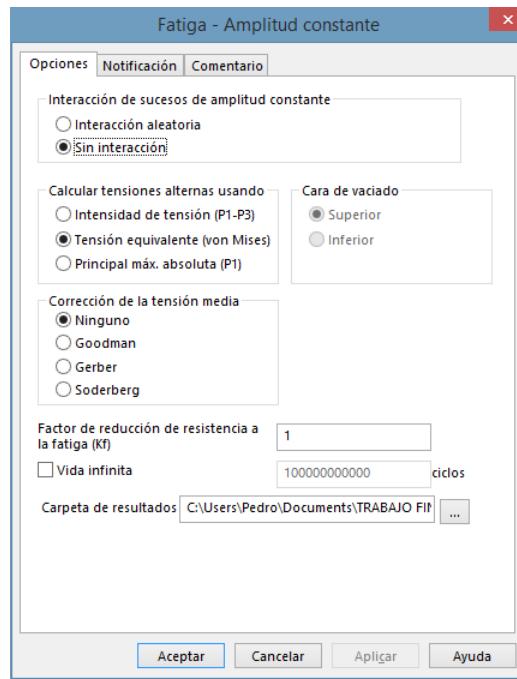 Fatiga - Amplitud constante
Opciones Notificación Comentario
Interacción de sucesos de amplitud constante
Interacción aleatoria
Sin interacción
Calcular tensiones alternas usando
Intensidad de tensión (P1-P3)
Tensión equivalente (von Mises)
Principal máx. absoluta (P1)
Cara de vaciado
Superior
Inferior
Corrección de la tensión media
Ninguno
Goodman
Gerber
Soderberg
Factor de reducción de resistencia a
la fatiga (Kf)
1
Vida infinita
100000000000 ciclos
Carpeta de resultados C:\Users\Pedro\Documents\TRABAJO FIN ...
Aceptar Cancelar Aplicar Ayuda